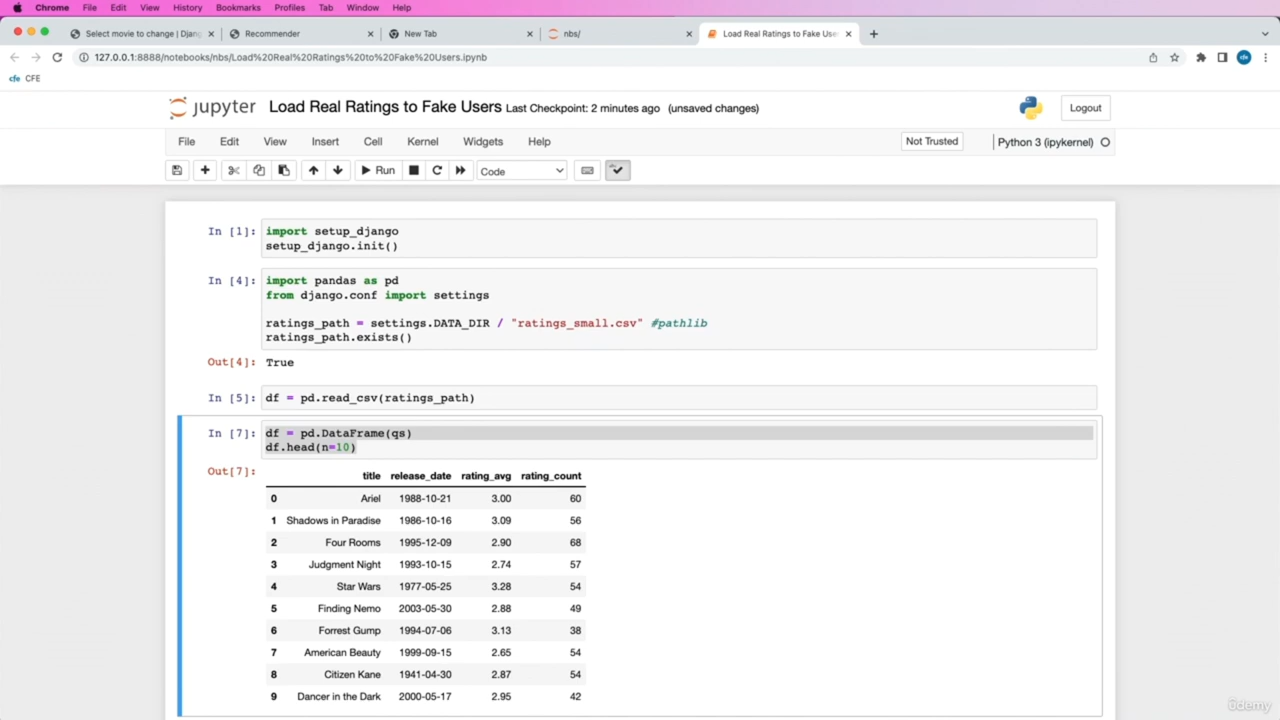 Chrome File Edit View History Bookmarks Profiles Tab Window Help
Select movie to change | Djang Recommender New Tab nbs/ Load Real Ratings to Fake User
127.0.0.1:8888/notebooks/nbs/Load%20Real%20Ratings%20to%20Fake%20Users.ipynb
cfe CFE
jupyter Load Real Ratings to Fake Users Last Checkpoint: 2 minutes ago (unsaved changes) Logout
File Edit View Insert Cell Kernel Widgets Help Not Trusted Python 3 (ipykernel)
Run Code
In [1]: import setup_django
setup_django.init()
In [4]: import pandas as pd
from django.conf import settings
ratings_path = settings.DATA_DIR / "ratings_small.csv" #pathlib
ratings_path.exists()
Out[4]: True
In [5]: df = pd.read_csv(ratings_path)
In [7]: df = pd.DataFrame(qs)
df.head(n=10)
Out[7]:
title release_date rating_avg rating_count
0 Ariel 1988-10-21 3.00 60
1 Shadows in Paradise 1986-10-16 3.09 56
2 Four Rooms 1995-12-09 2.90 68
3 Judgment Night 1993-10-15 2.74 57
4 Star Wars 1977-05-25 3.28 54
5 Finding Nemo 2003-05-30 2.88 49
6 Forrest Gump 1994-07-06 3.13 38
7 American Beauty 1999-09-15 2.65 54
8 Citizen Kane 1941-04-30 2.87 54
9 Dancer in the Dark 2000-05-17 2.95 42
ûdemy